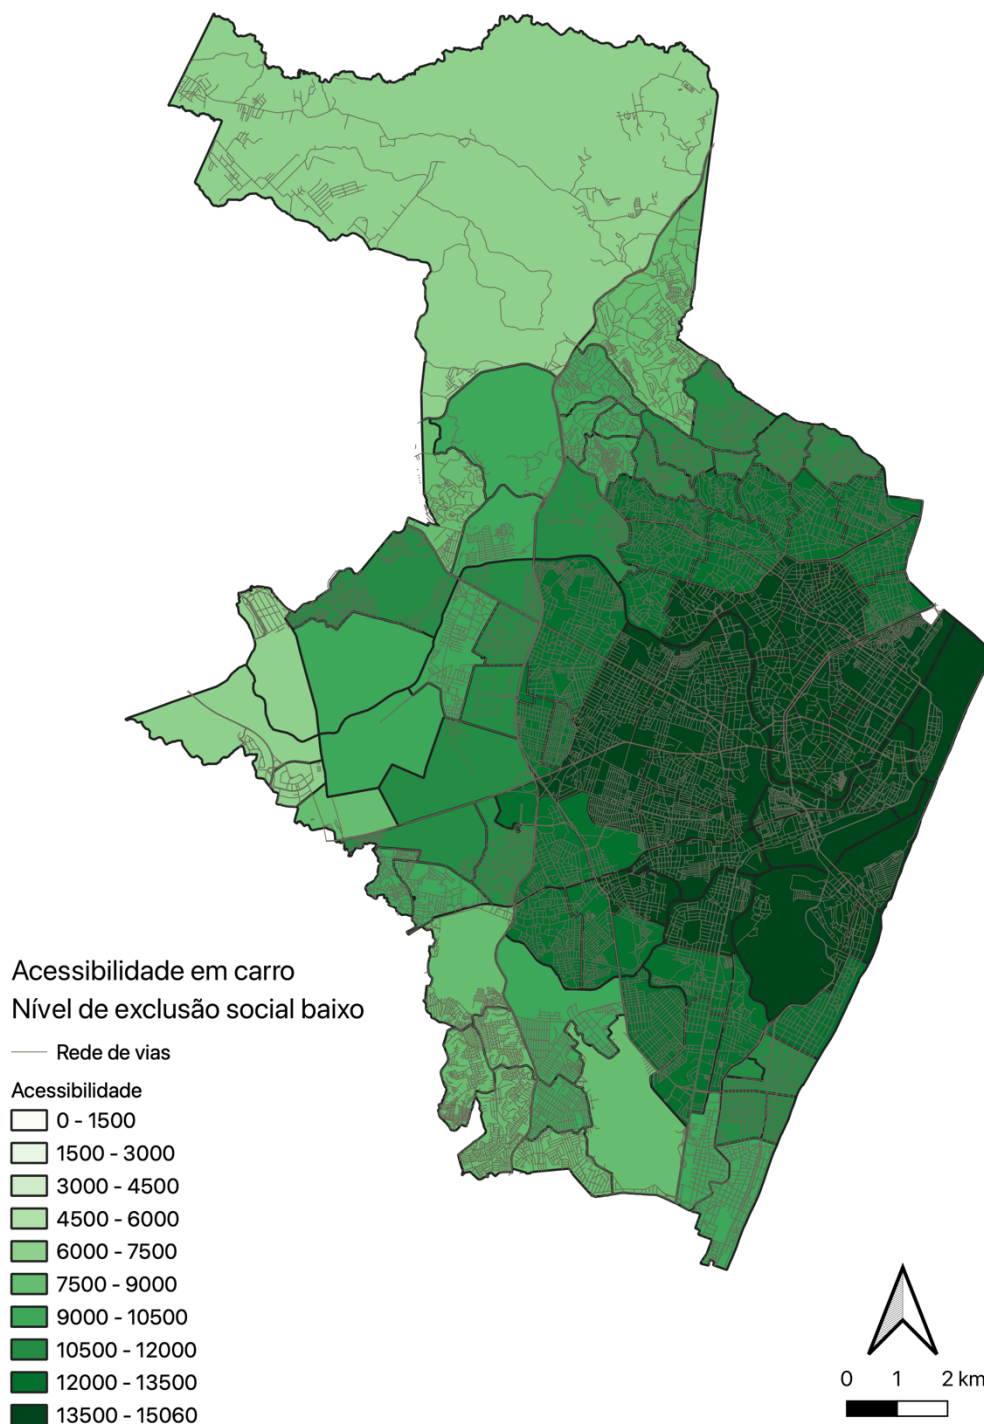 Acessibilidade em carro
Nível de exclusão social baixo
Rede de vias
Acessibilidade
0 - 1500
1500 - 3000
3000 - 4500
4500 - 6000
6000 - 7500
7500 - 9000
9000 - 10500
10500 - 12000
12000 - 13500
13500 - 15060
0 1 2 km